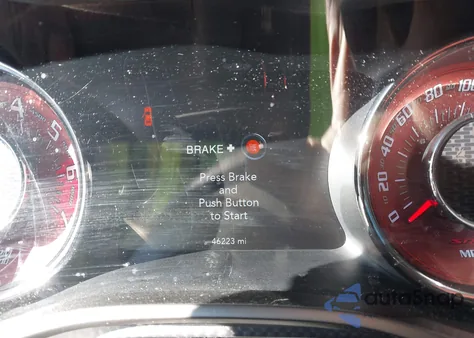 4
5
6
BRAKE +
Press Brake
and
Push Button
to Start
46223 mi
0
20
40
60
80
100
autoSnap